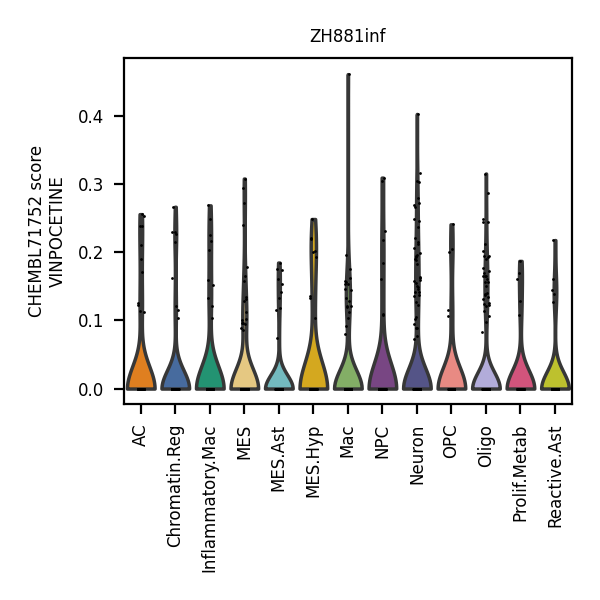 ZH881inf
CHEMBL71752 score
VINPOCETINE
0.4
0.3
0.2
0.1
0.0
AC
Chromatin.Reg
Inflammatory.Mac
MES
MES.Ast
MES.Hyp
Mac
NPC
Neuron
OPC
Oligo
Prolif.Metab
Reactive.Ast